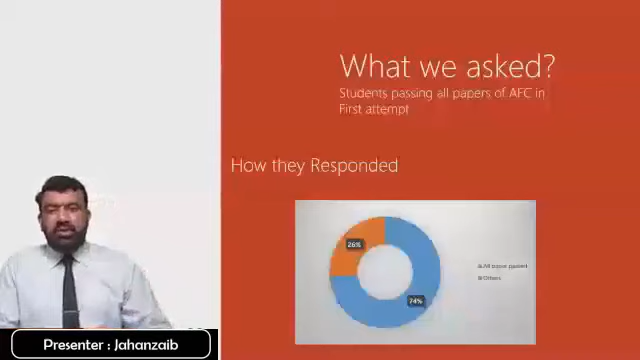 What we asked?
Students passing all papers of AFC in
First attempt
How they Responded
26%
74%
All
Others
Presenter : Jahanzaib